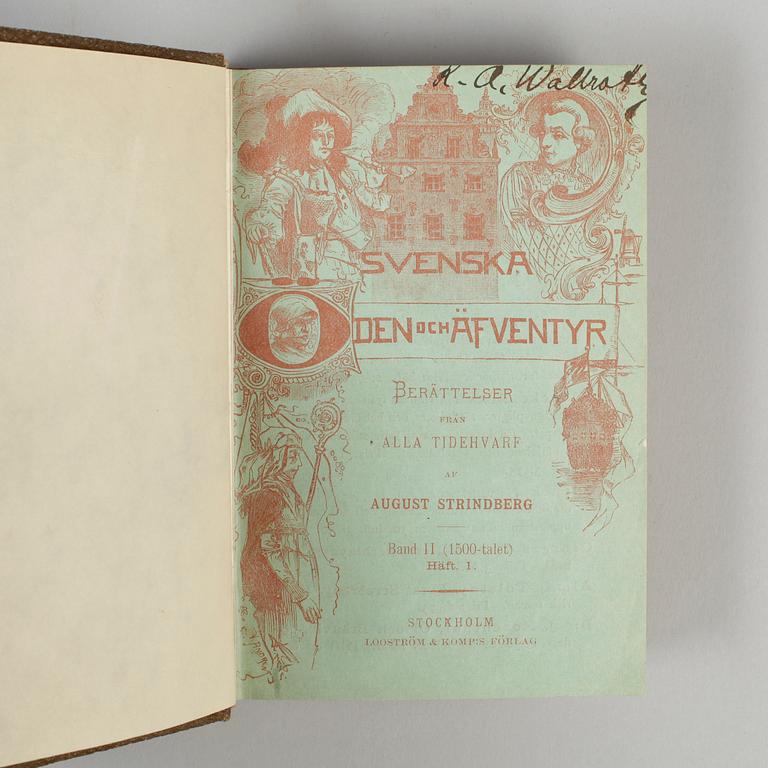 K. A. Wallroth
SVENSKA
ÖDEN OCH ÄFVENTYR
BERÄTTELSER
FRÅN
ALLA TIDEHVARF
AF
AUGUST STRINDBERG
Band II (1500-talet)
Häft. 1.
STOCKHOLM
LOOSTRÖM & KOMP:S FÖRLAG